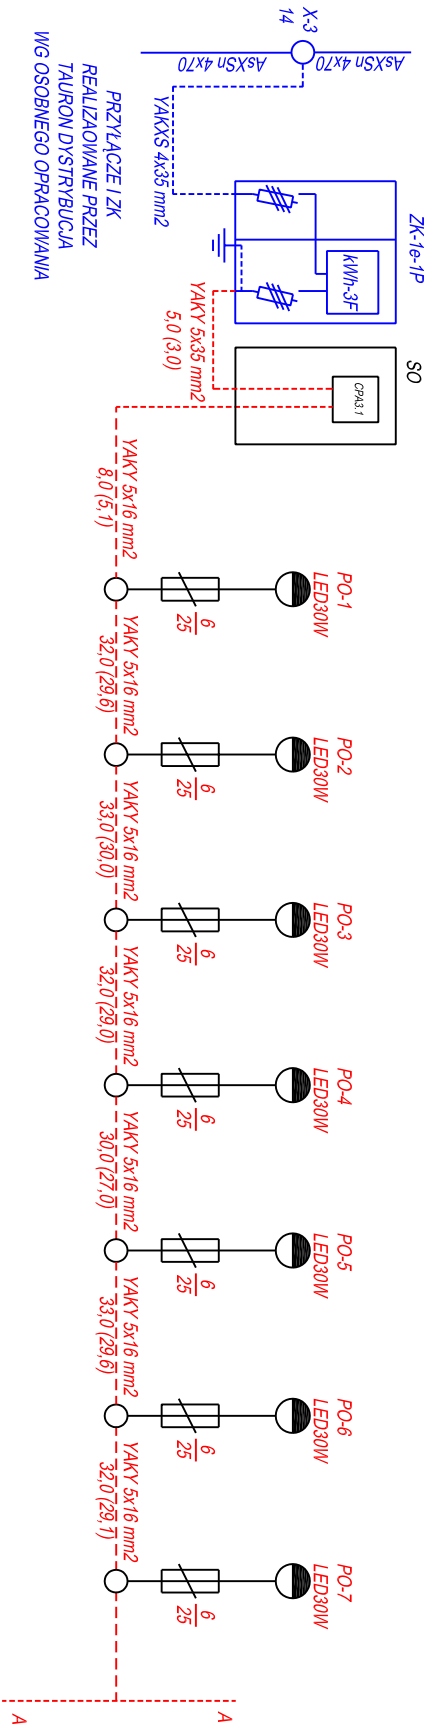 X-3
14
AsXSn 4x70
AsXSn 4x70
YAKXS 4x35 mm2
PRZYŁĄCZE I ZK
REALIZAOWANE PRZEZ
TAURON DYSTRYBUCJA
WG OSOBNEGO OPRACOWANIA
ZK-1e-1P
kWh-3F
YAKY 5x35 mm2
5,0 (3,0)
SO
CPA3.1
YAKY 5x16 mm2
8,0 (5,1)
PO-1
LED30W
6
25
YAKY 5x16 mm2
32,0 (29,6)
PO-2
LED30W
6
25
YAKY 5x16 mm2
33,0 (30,0)
PO-3
LED30W
6
25
YAKY 5x16 mm2
32,0 (29,0)
PO-4
LED30W
6
25
YAKY 5x16 mm2
30,0 (27,0)
PO-5
LED30W
6
25
YAKY 5x16 mm2
33,0 (29,6)
PO-6
LED30W
6
25
YAKY 5x16 mm2
32,0 (29,1)
PO-7
LED30W
6
25
A
A